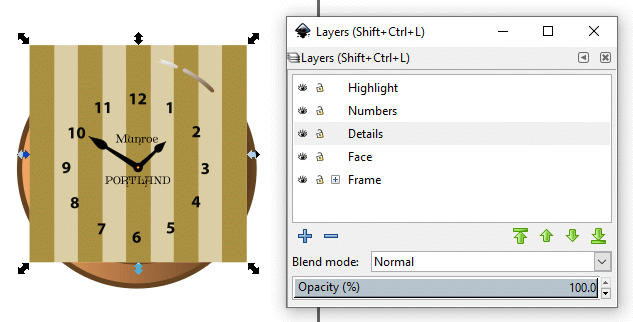 12
11
1
10
2
Munroe
9
3
PORTLAND
8
4
7
5
6
Layers (Shift+Ctrl+L)
Layers (Shift+Ctrl+L)
Highlight
Numbers
Details
Face
Frame
Blend mode: Normal
Opacity (%) 100.0